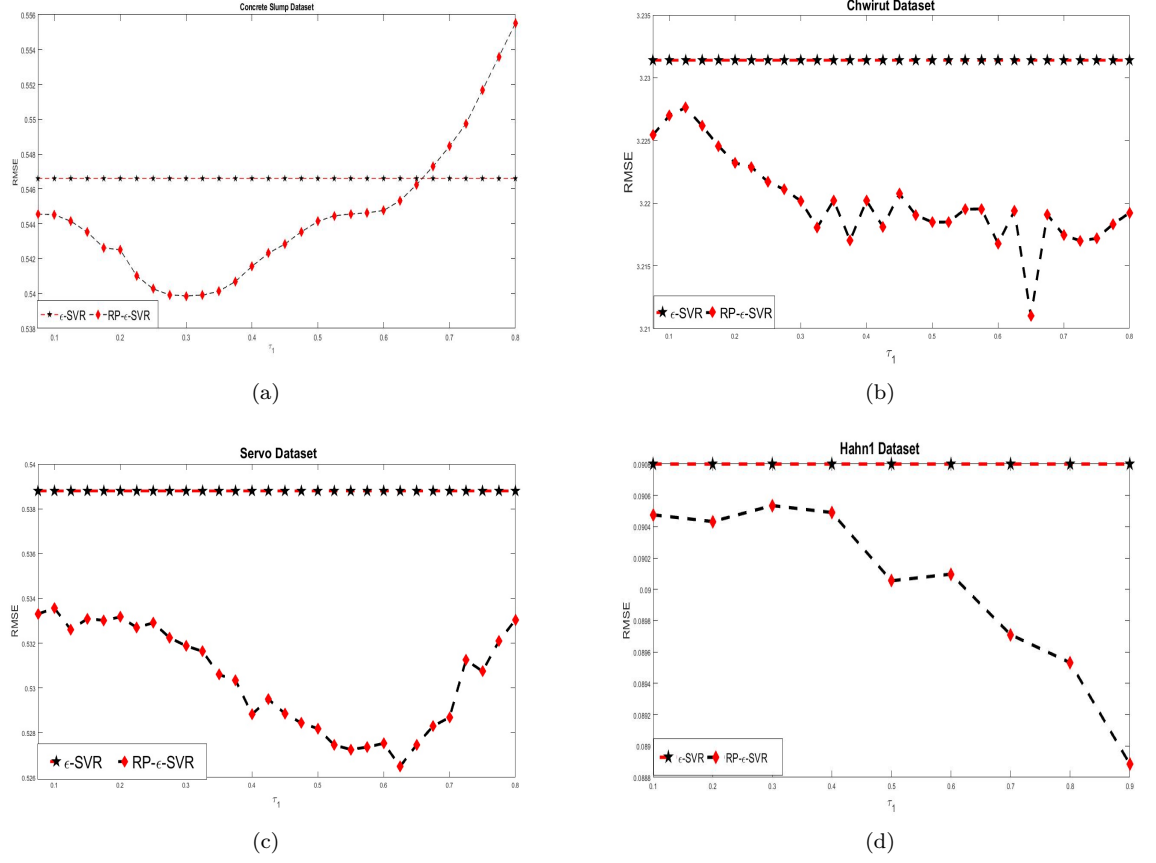 Concrete Slump Dataset
0.556
0.554
0.552
0.55
0.548
0.546
0.544
0.542
0.54
0.538
RMSE
ϵ-SVR RP-ϵ-SVR
0.1 0.2 0.3 0.4 0.5 0.6 0.7 0.8
τ1
(a)
Chwirut Dataset
3.235
3.23
3.225
3.22
3.215
3.21
RMSE
ϵ-SVR RP-ϵ-SVR
0.1 0.2 0.3 0.4 0.5 0.6 0.7 0.8
τ1
(b)
Servo Dataset
0.54
0.538
0.536
0.534
0.532
0.53
0.528
0.526
RMSE
ϵ-SVR RP-ϵ-SVR
0.1 0.2 0.3 0.4 0.5 0.6 0.7 0.8
τ1
(c)
Hahn1 Dataset
0.0908
0.0906
0.0904
0.0902
0.09
0.0898
0.0896
0.0894
0.0892
0.089
0.0888
RMSE
ϵ-SVR RP-ϵ-SVR
0.1 0.2 0.3 0.4 0.5 0.6 0.7 0.8 0.9
τ1
(d)